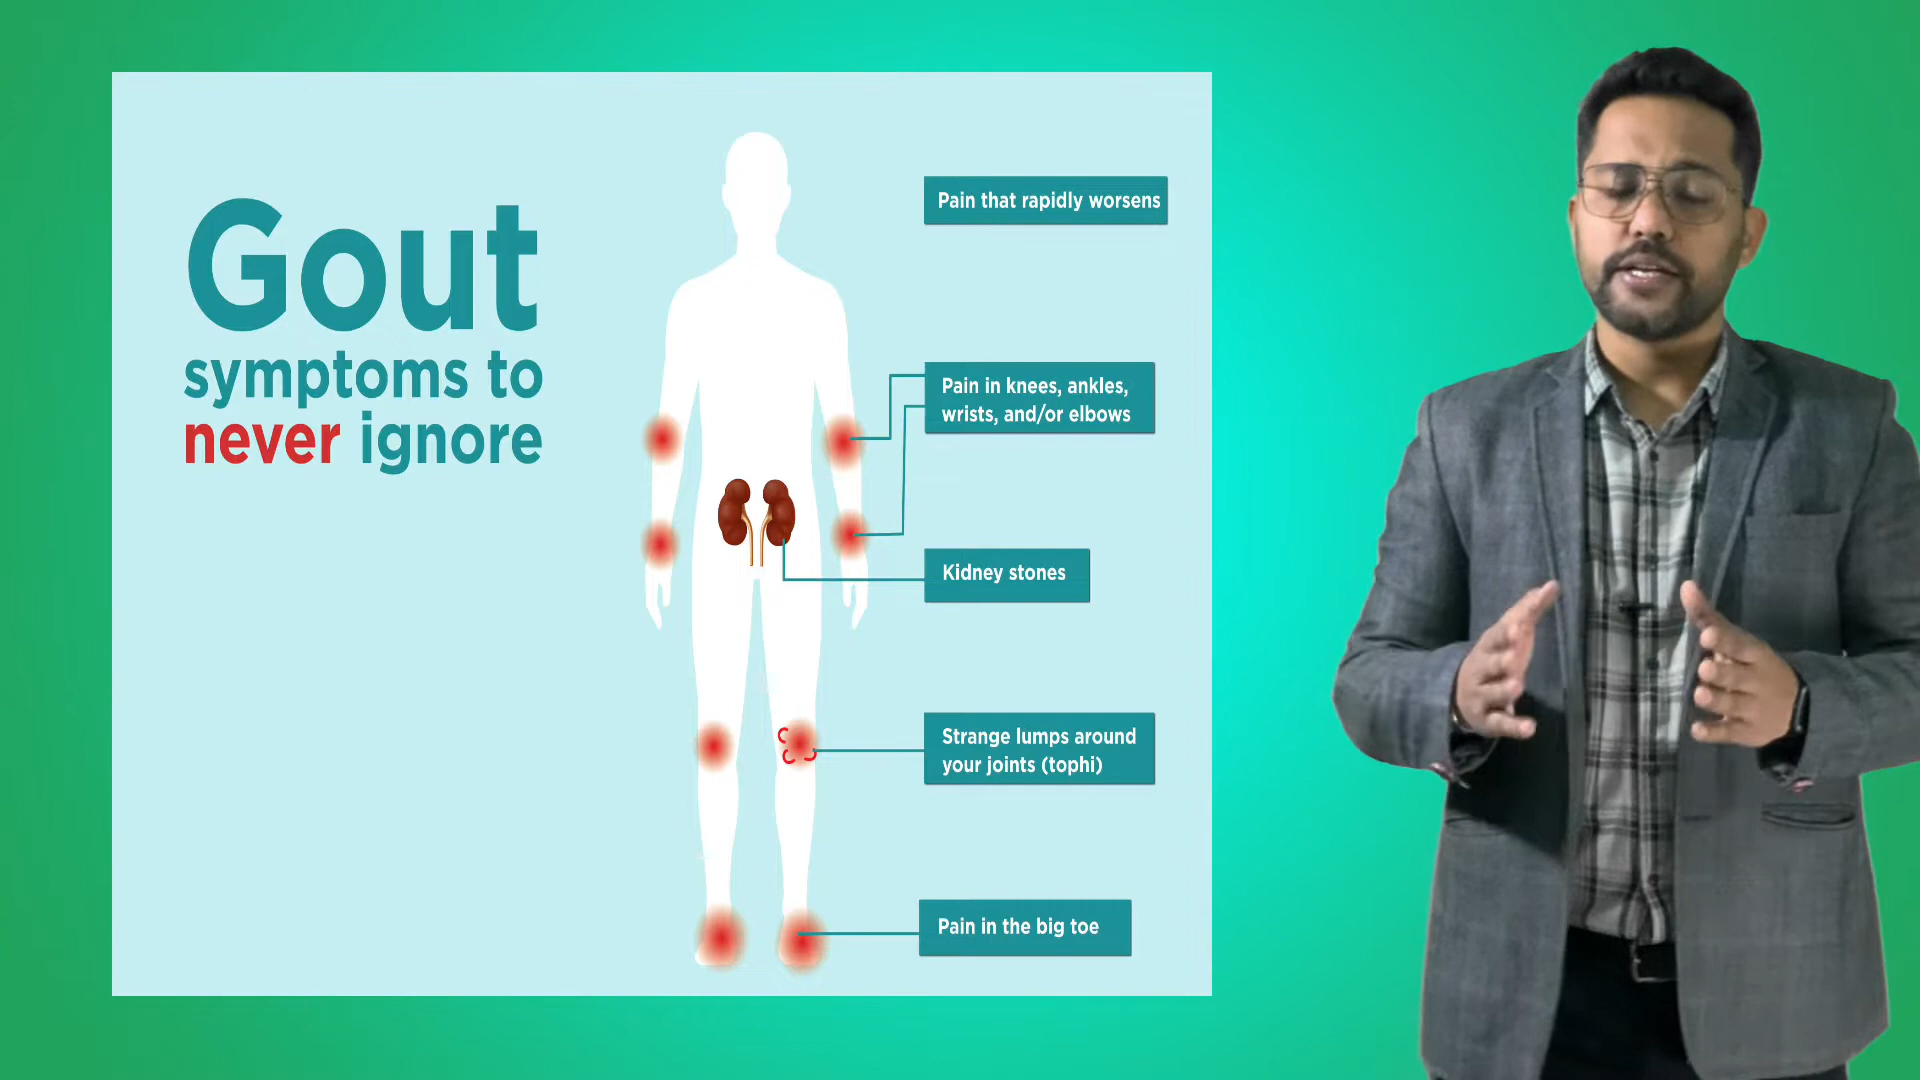 Gout
symptoms to
never ignore
Pain that rapidly worsens
Pain in knees, ankles,
wrists, and/or elbows
Kidney stones
Strange lumps around
your joints (tophi)
Pain in the big toe